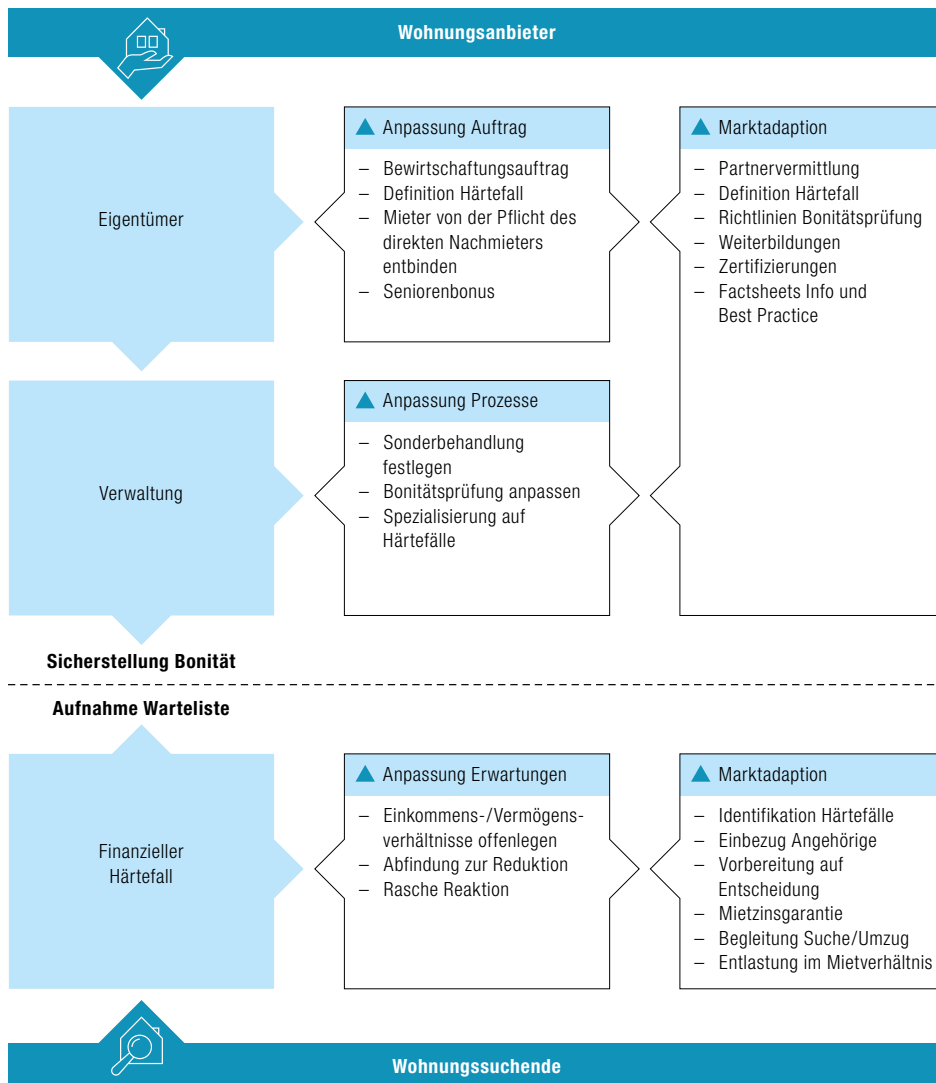 Wohnungsanbieter
Eigentümer
Anpassung Auftrag
– Bewirtschaftungsauftrag
– Definition Härtefall
– Mieter von der Pflicht des
direkten Nachmieters
entbinden
– Seniorenbonus
Marktadaption
– Partnervermittlung
– Definition Härtefall
– Richtlinien Bonitätsprüfung
– Weiterbildungen
– Zertifizierungen
– Factsheets Info und
Best Practice
Verwaltung
Anpassung Prozesse
– Sonderbehandlung
festlegen
– Bonitätsprüfung anpassen
– Spezialisierung auf
Härtefälle
Sicherstellung Bonität
Aufnahme Warteliste
Finanzieller
Härtefall
Anpassung Erwartungen
– Einkommens-/Vermögens-
verhältnisse offenlegen
– Abfindung zur Reduktion
– Rasche Reaktion
Marktadaption
– Identifikation Härtefälle
– Einbezug Angehörige
– Vorbereitung auf
Entscheidung
– Mietzinsgarantie
– Begleitung Suche/Umzug
– Entlastung im Mietverhältnis
Wohnungssuchende